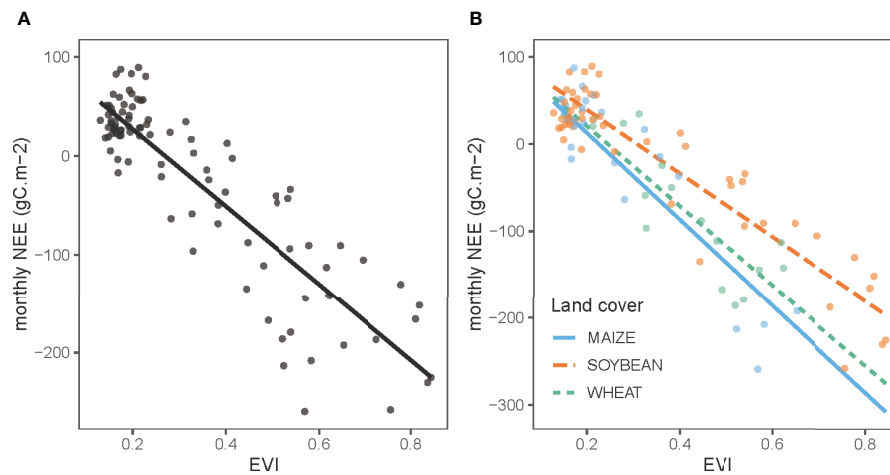 A
B
100
0
−100
−200
monthly NEE (gC.m−2)
0.2
0.4
0.6
0.8
EVI
100
0
−100
−200
−300
monthly NEE (gC.m−2)
Land cover
MAIZE
SOYBEAN
WHEAT
0.2
0.4
0.6
0.8
EVI